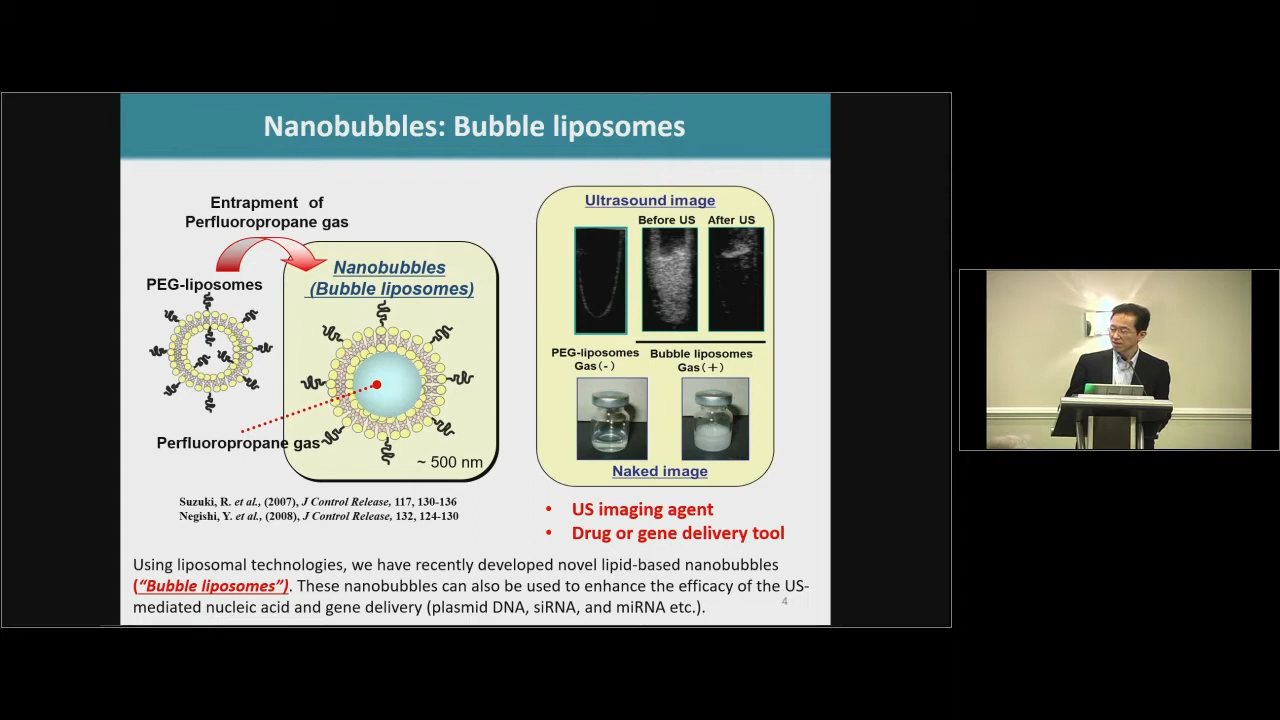 Nanobubbles: Bubble liposomes
Entrapment of
Perfluoropropane gas
PEG-liposomes
Nanobubbles
(Bubble liposomes)
Perfluoropropane gas
~ 500 nm
Suzuki, R. et al., (2007), J Control Release, 117, 130-136
Negishi, Y. et al., (2008), J Control Release, 132, 124-130
Ultrasound image
Before US After US
PEG-liposomes
Gas(-)
Bubble liposomes
Gas(+)
Naked image
• US imaging agent
• Drug or gene delivery tool
Using liposomal technologies, we have recently developed novel lipid-based nanobubbles
(“Bubble liposomes”). These nanobubbles can also be used to enhance the efficacy of the US-
mediated nucleic acid and gene delivery (plasmid DNA, siRNA, and miRNA etc.).
4